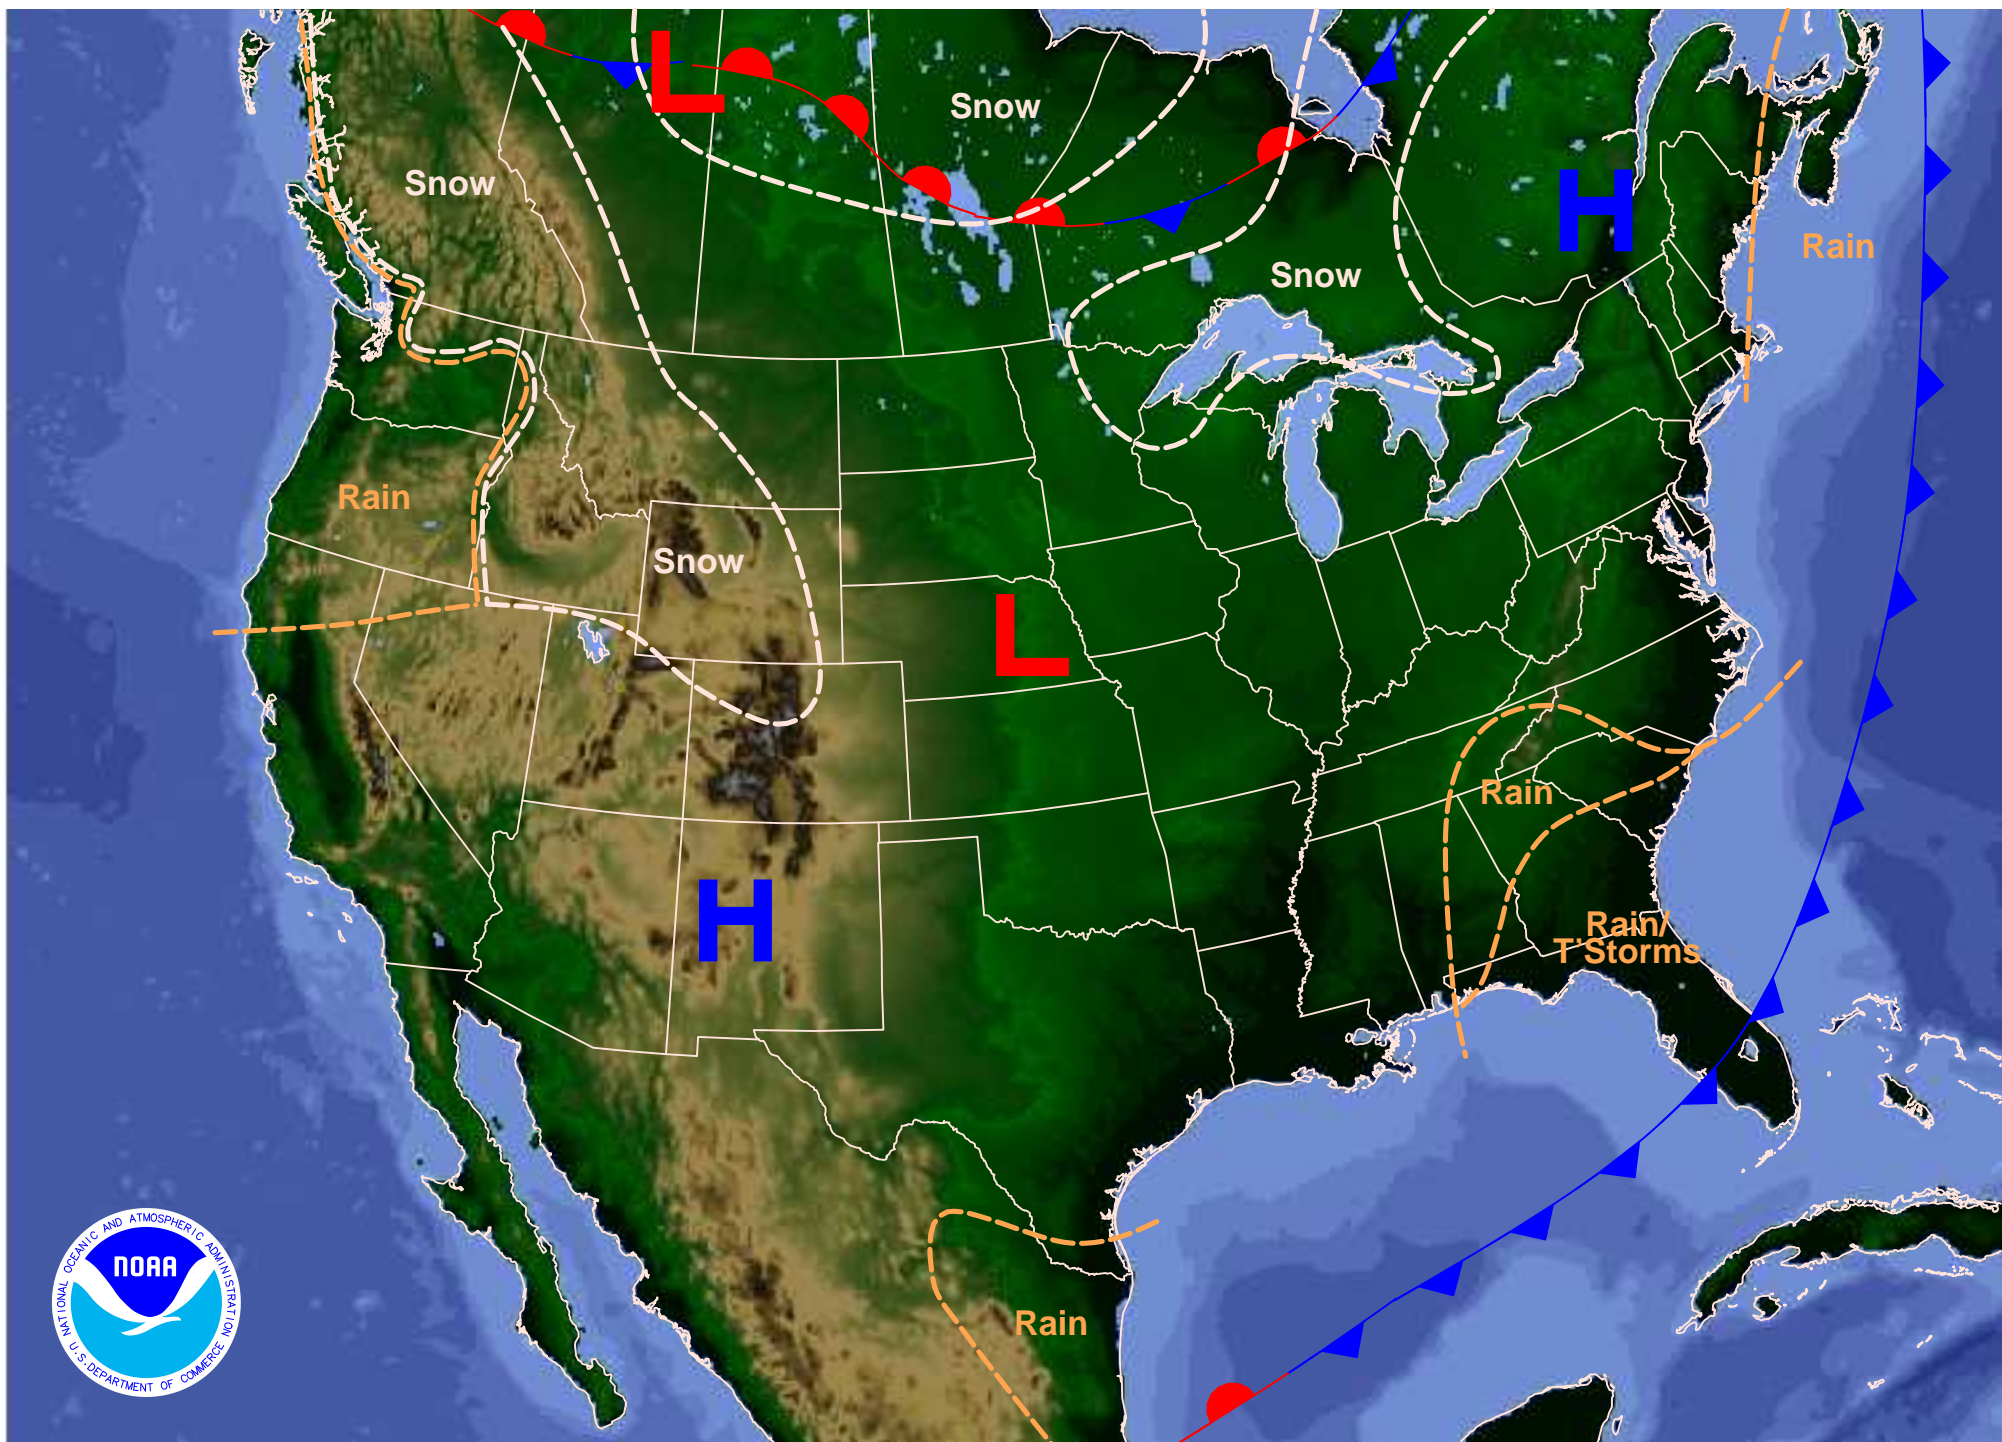 L
Snow
Snow
H
Rain
Snow
Rain
Snow
L
Rain
H
Rain/
T'Storms
Rain
NATIONAL OCEANIC AND ATMOSPHERIC ADMINISTRATION
NOAA
U.S. DEPARTMENT OF COMMERCE